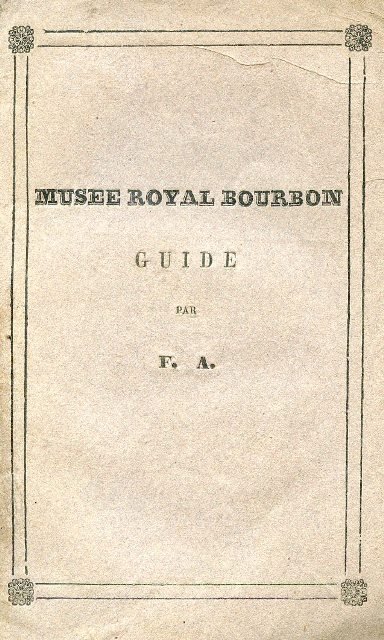 MUSEE ROYAL BOURBON
GUIDE
PAR
F. A.